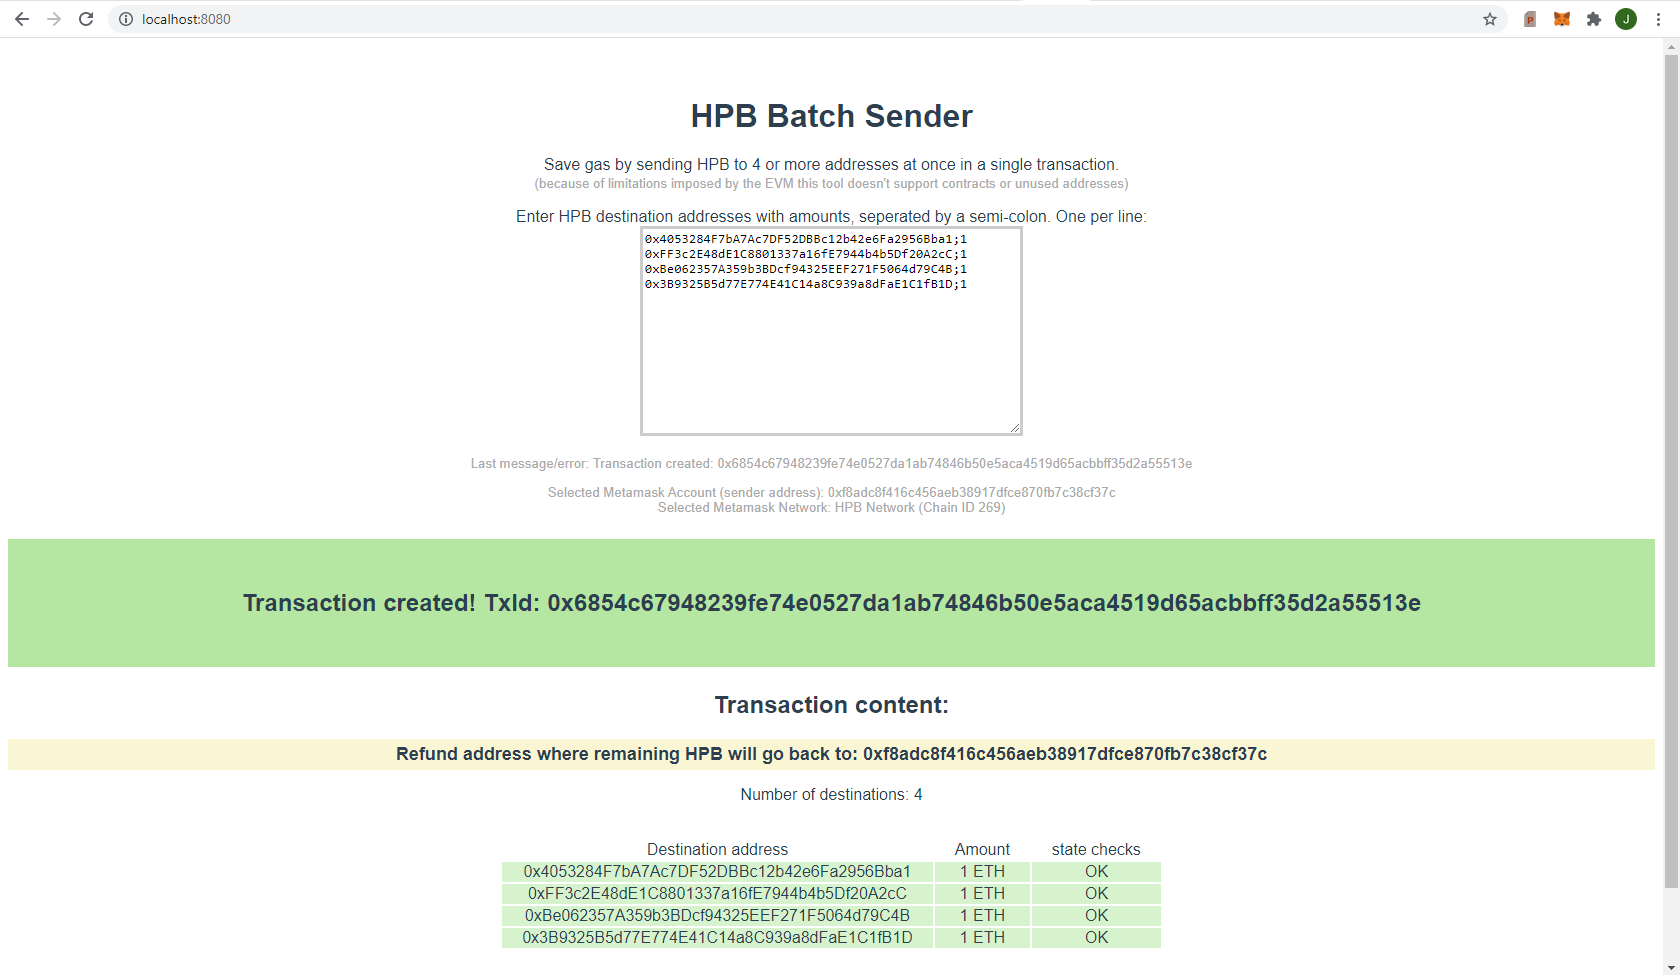 localhost:8080
P
J
HPB Batch Sender
Save gas by sending HPB to 4 or more addresses at once in a single transaction.
(because of limitations imposed by the EVM this tool doesn't support contracts or unused addresses)
Enter HPB destination addresses with amounts, seperated by a semi-colon. One per line:
0x4053284F7bA7Ac7DF52DBBc12b42e6Fa2956Bba1;1
0xFF3c2E48dE1C8801337a16fE7944b4b5Df20A2cC;1
0xBe062357A359b3BDcf94325EEF271F5064d79C4B;1
0x3B9325B5d77E774E41C14a8C939a8dFaE1C1fB1D;1
Last message/error: Transaction created: 0x6854c67948239fe74e0527da1ab74846b50e5aca4519d65acbbff35d2a55513e
Selected Metamask Account (sender address): 0xf8adc8f416c456aeb38917dfce870fb7c38cf37c
Selected Metamask Network: HPB Network (Chain ID 269)
Transaction created! TxId: 0x6854c67948239fe74e0527da1ab74846b50e5aca4519d65acbbff35d2a55513e
Transaction content:
Refund address where remaining HPB will go back to: 0xf8adc8f416c456aeb38917dfce870fb7c38cf37c
Number of destinations: 4
Destination address Amount state checks
0x4053284F7bA7Ac7DF52DBBc12b42e6Fa2956Bba1 1 ETH OK
0xFF3c2E48dE1C8801337a16fE7944b4b5Df20A2cC 1 ETH OK
0xBe062357A359b3BDcf94325EEF271F5064d79C4B 1 ETH OK
0x3B9325B5d77E774E41C14a8C939a8dFaE1C1fB1D 1 ETH OK